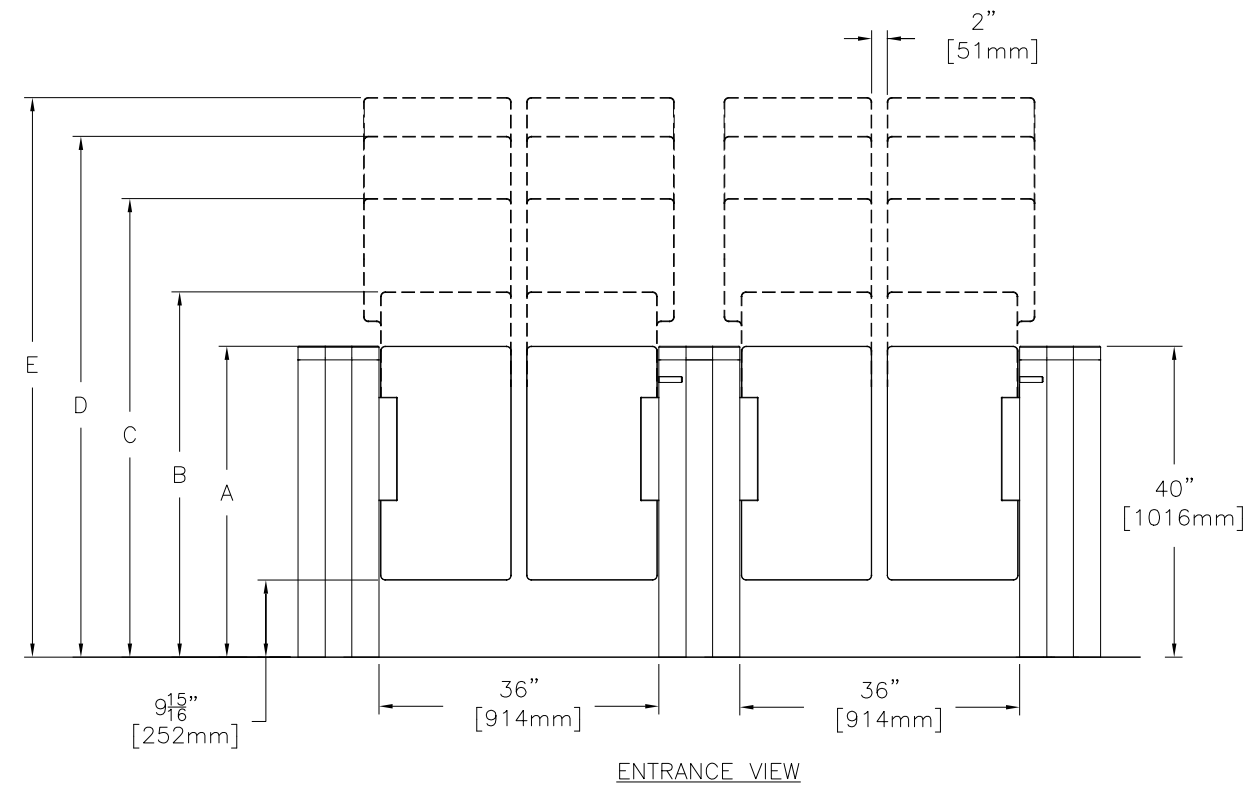 2”
[51mm]
E
D
C
B
A
40”
[1016mm]
9 15/16”
[252mm]
36”
[914mm]
36”
[914mm]
ENTRANCE VIEW